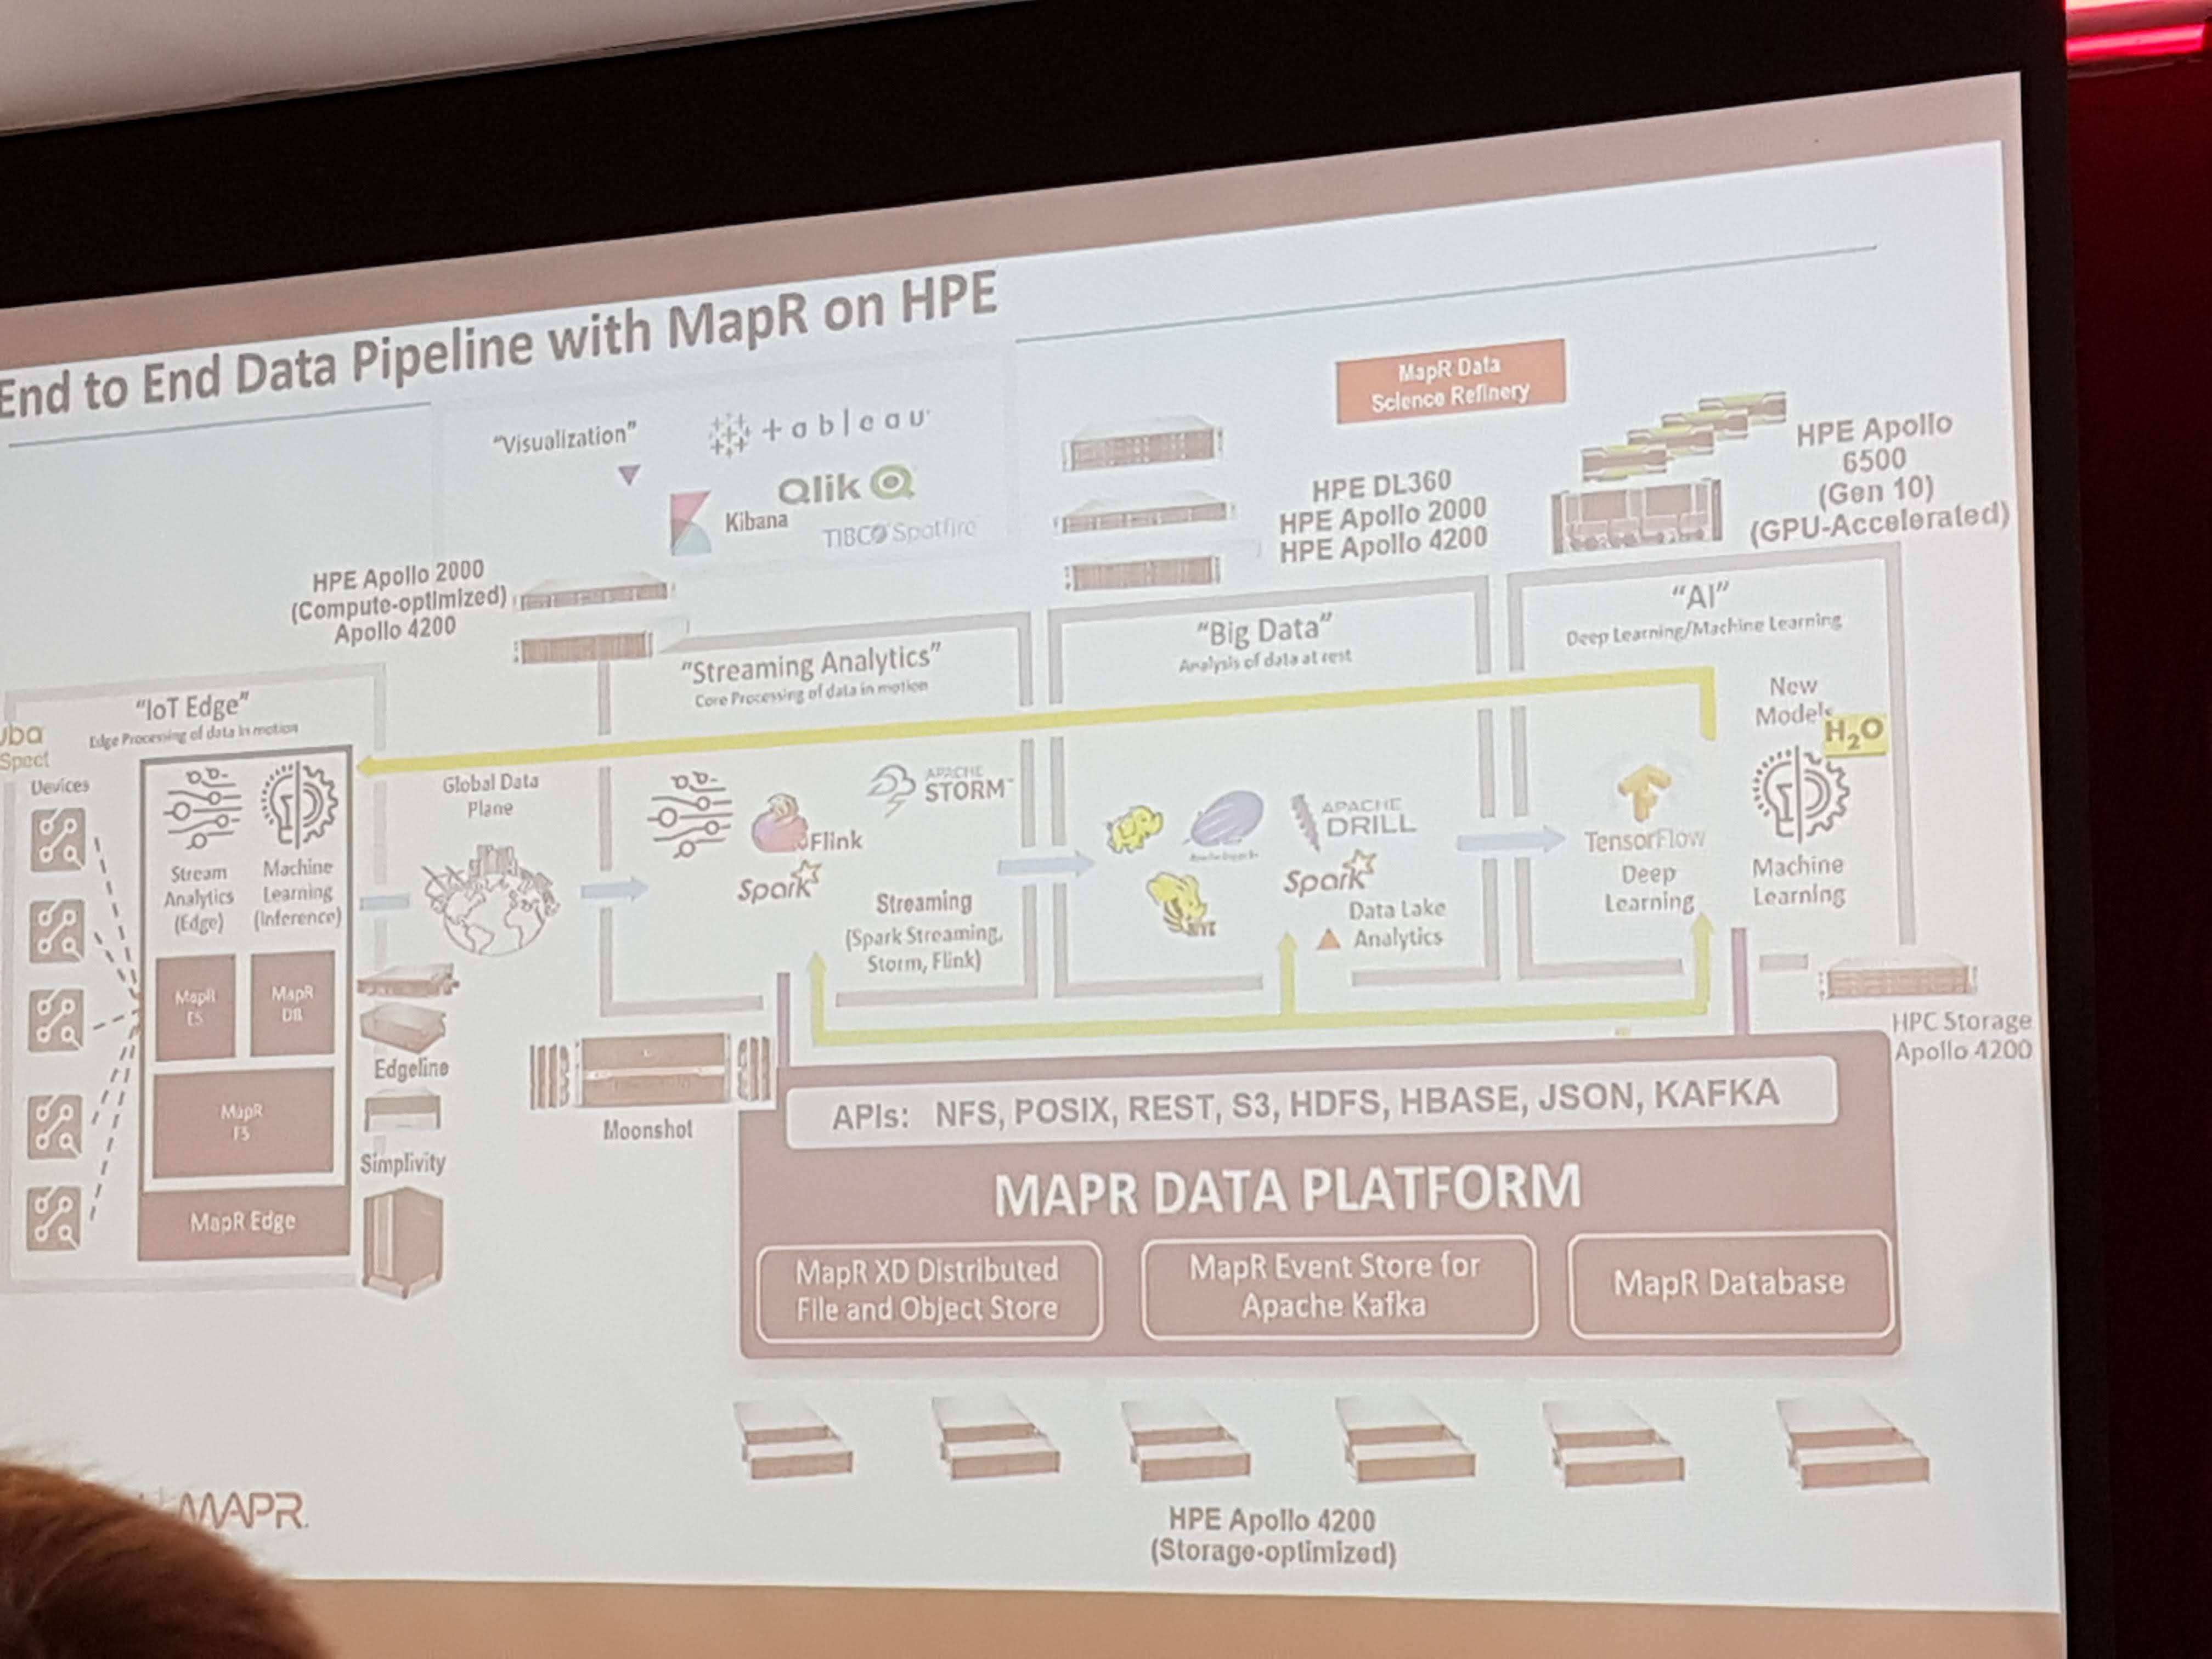 End to End Data Pipeline with MapR on HPE
"Visualization"
+ a b l e a u
Qlik
Kibana
TIBCO Spotfire
MapR Data
Science Refinery
HPE DL360
HPE Apollo 2000
HPE Apollo 4200
HPE Apollo
6500
(Gen 10)
(GPU-Accelerated)
HPE Apollo 2000
(Compute-optimized)
Apollo 4200
"IoT Edge"
Edge Processing of data in motion
"Streaming Analytics"
Core Processing of data in motion
"Big Data"
Analysis of data at rest
"AI"
Deep Learning/Machine Learning
Devices
Stream
Analytics
(Edge)
Machine
Learning
(Inference)
MapR
ES
MapR
DB
MapR
FS
MapR Edge
Global Data
Plane
Edgeline
Simplivity
Moonshot
Flink
APACHE
STORM
Spark
Streaming
(Spark Streaming,
Storm, Flink)
APACHE
DRILL
Spark
Data Lake
Analytics
TensorFlow
Deep
Learning
New
Models
H2O
Machine
Learning
HPC Storage
Apollo 4200
APIs: NFS, POSIX, REST, S3, HDFS, HBASE, JSON, KAFKA
MAPR DATA PLATFORM
MapR XD Distributed
File and Object Store
MapR Event Store for
Apache Kafka
MapR Database
HPE Apollo 4200
(Storage-optimized)
MAPR